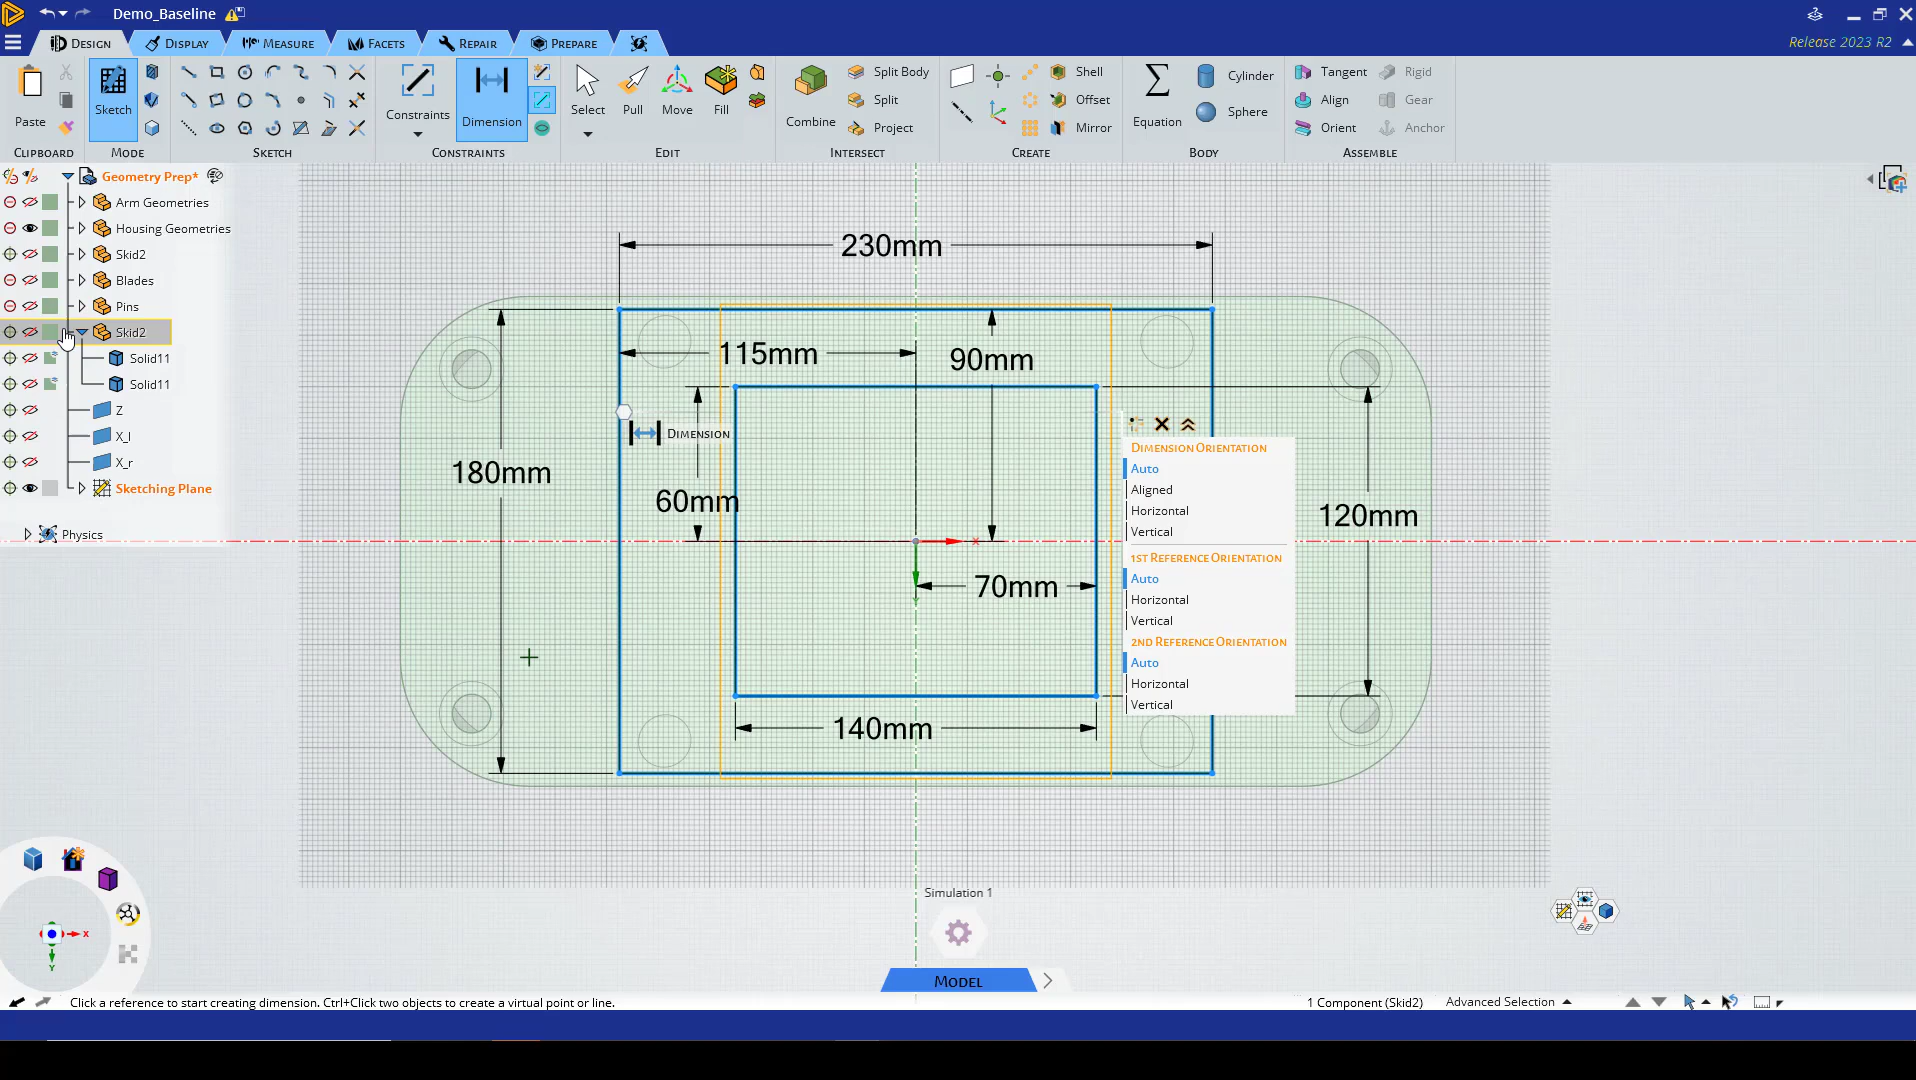 Demo_Baseline
DESIGN
DISPLAY
MEASURE
FACETS
REPAIR
PREPARE
Release 2023 R2
Paste
Sketch
Constraints
Dimension
Select
Pull
Move
Fill
Combine
Split Body
Split
Project
Shell
Offset
Mirror
Equation
Cylinder
Sphere
Tangent
Align
Orient
Rigid
Gear
Anchor
CLIPBOARD
MODE
SKETCH
CONSTRAINTS
EDIT
INTERSECT
CREATE
BODY
ASSEMBLE
Geometry Prep*
Arm Geometries
Housing Geometries
Skid2
Blades
Pins
Skid2
Solid11
Solid11
Z
X_l
X_r
Sketching Plane
Physics
230mm
115mm
90mm
DIMENSION
180mm
60mm
120mm
70mm
140mm
x
DIMENSION ORIENTATION
Auto
Aligned
Horizontal
Vertical
1ST REFERENCE ORIENTATION
Auto
Horizontal
Vertical
2ND REFERENCE ORIENTATION
Auto
Horizontal
Vertical
X
Y
Simulation 1
MODEL
Click a reference to start creating dimension. Ctrl+Click two objects to create a virtual point or line.
1 Component (Skid2)
Advanced Selection